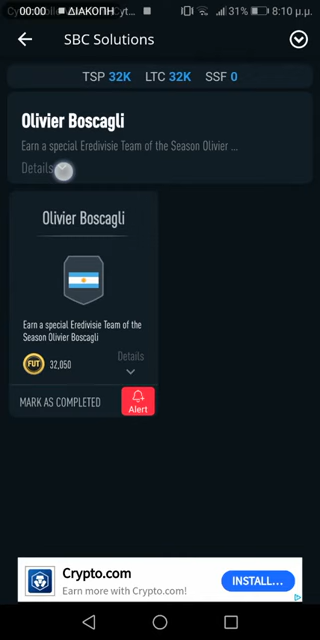 00:00 ΔΙΑΚΟΠΗ
31% 8:10 μ.μ.
SBC Solutions
TSP 32K LTC 32K SSF 0
Olivier Boscagli
Earn a special Eredivisie Team of the Season Olivier ...
Details
Olivier Boscagli
Earn a special Eredivisie Team of the
Season Olivier Boscagli
Details
FUT 32,050
MARK AS COMPLETED
Alert
Crypto.com
Earn more with Crypto.com!
INSTALL...